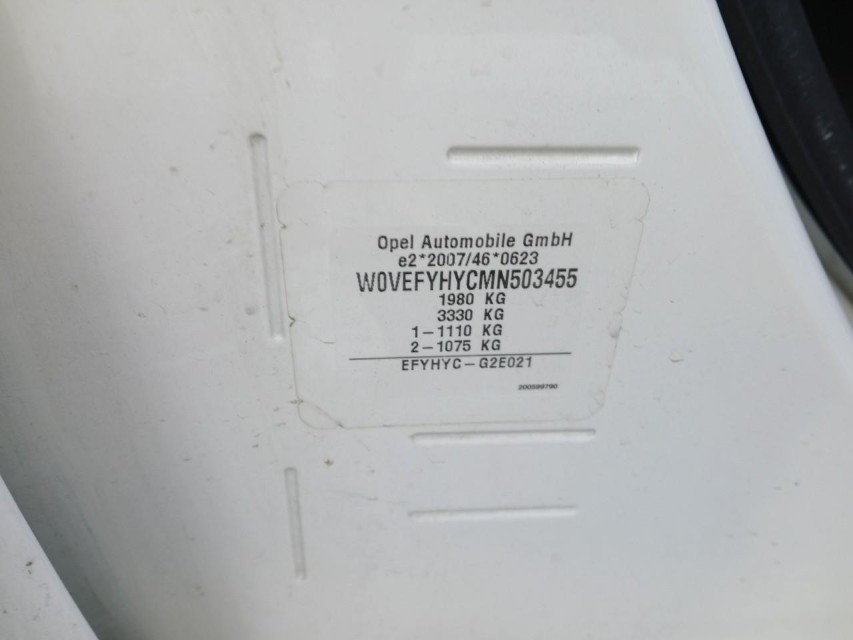 Opel Automobile GmbH
e2*2007/46*0623
W0VEFYHYCMN503455
1980 KG
3330 KG
1-1110 KG
2-1075 KG
EFYHYC-G2E021
200599790